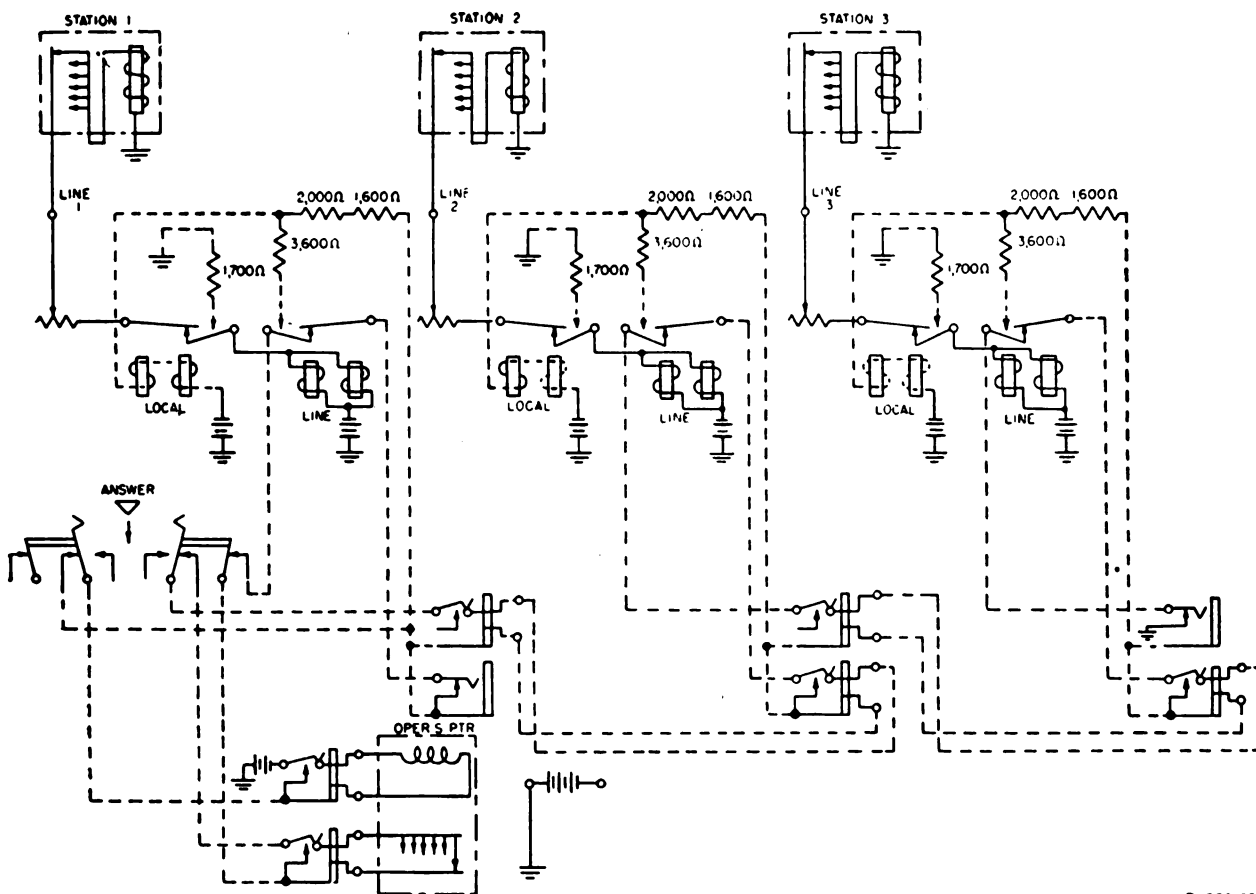 STATION 1
STATION 2
STATION 3
LINE
1
2,000Ω 1,600Ω
3,600Ω
1,700Ω
LINE
2
2,000Ω 1,600Ω
3,600Ω
1,700Ω
LINE
3
2,000Ω 1,600Ω
3,600Ω
1,700Ω
LOCAL
LINE
LOCAL
LINE
LOCAL
LINE
ANSWER
OPER.S PTR